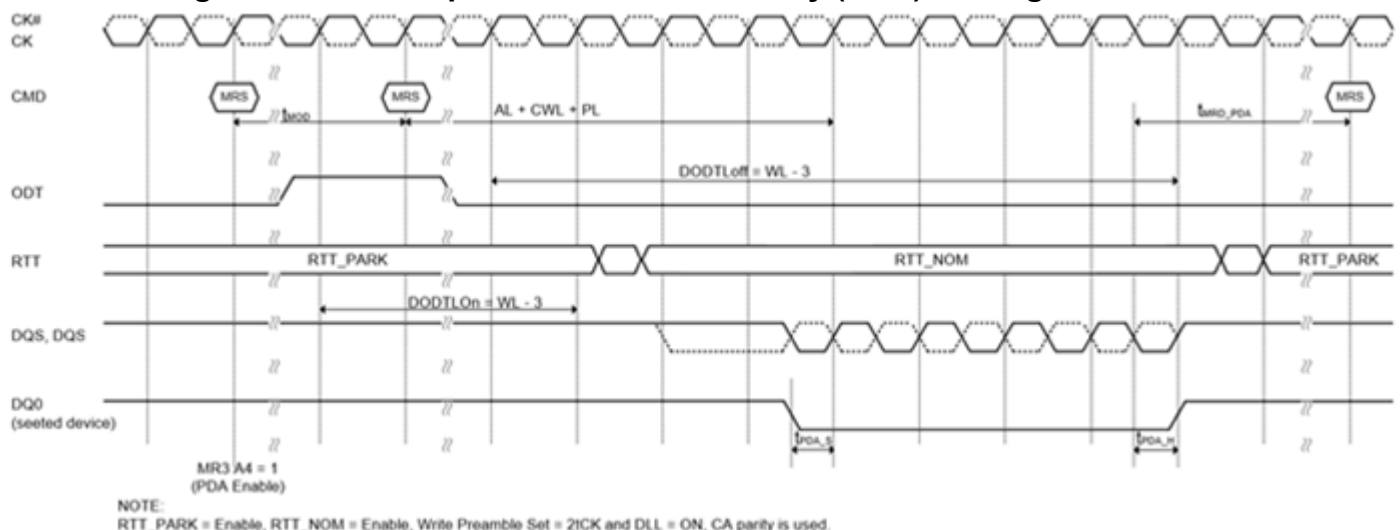 CK#
CK
CMD
MRS MRS MRS
tMOD AL + CWL + PL tMRD_PDA
ODT
DODTLoff = WL - 3
RTT
RTT_PARK RTT_NOM RTT_PARK
DODTLOn = WL - 3
DQS, DQS
DQ0
(seeted device)
tPDA_S tPDA_H
MR3 A4 = 1
(PDA Enable)
NOTE:
RTT_PARK = Enable, RTT_NOM = Enable, Write Preamble Set = 2tCK and DLL = ON, CA parity is used.